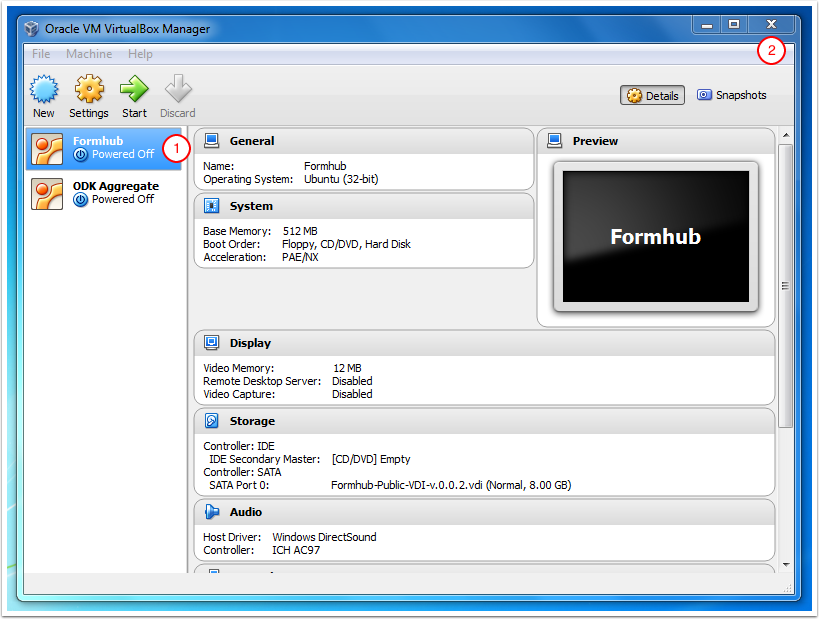 Oracle VM VirtualBox Manager
2
File Machine Help
New Settings Start Discard
Details Snapshots
Formhub
Powered Off
1
ODK Aggregate
Powered Off
General
Name: Formhub
Operating System: Ubuntu (32-bit)
Preview
Formhub
System
Base Memory: 512 MB
Boot Order: Floppy, CD/DVD, Hard Disk
Acceleration: PAE/NX
Display
Video Memory: 12 MB
Remote Desktop Server: Disabled
Video Capture: Disabled
Storage
Controller: IDE
IDE Secondary Master: [CD/DVD] Empty
Controller: SATA
SATA Port 0: Formhub-Public-VDI-v.0.0.2.vdi (Normal, 8.00 GB)
Audio
Host Driver: Windows DirectSound
Controller: ICH AC97